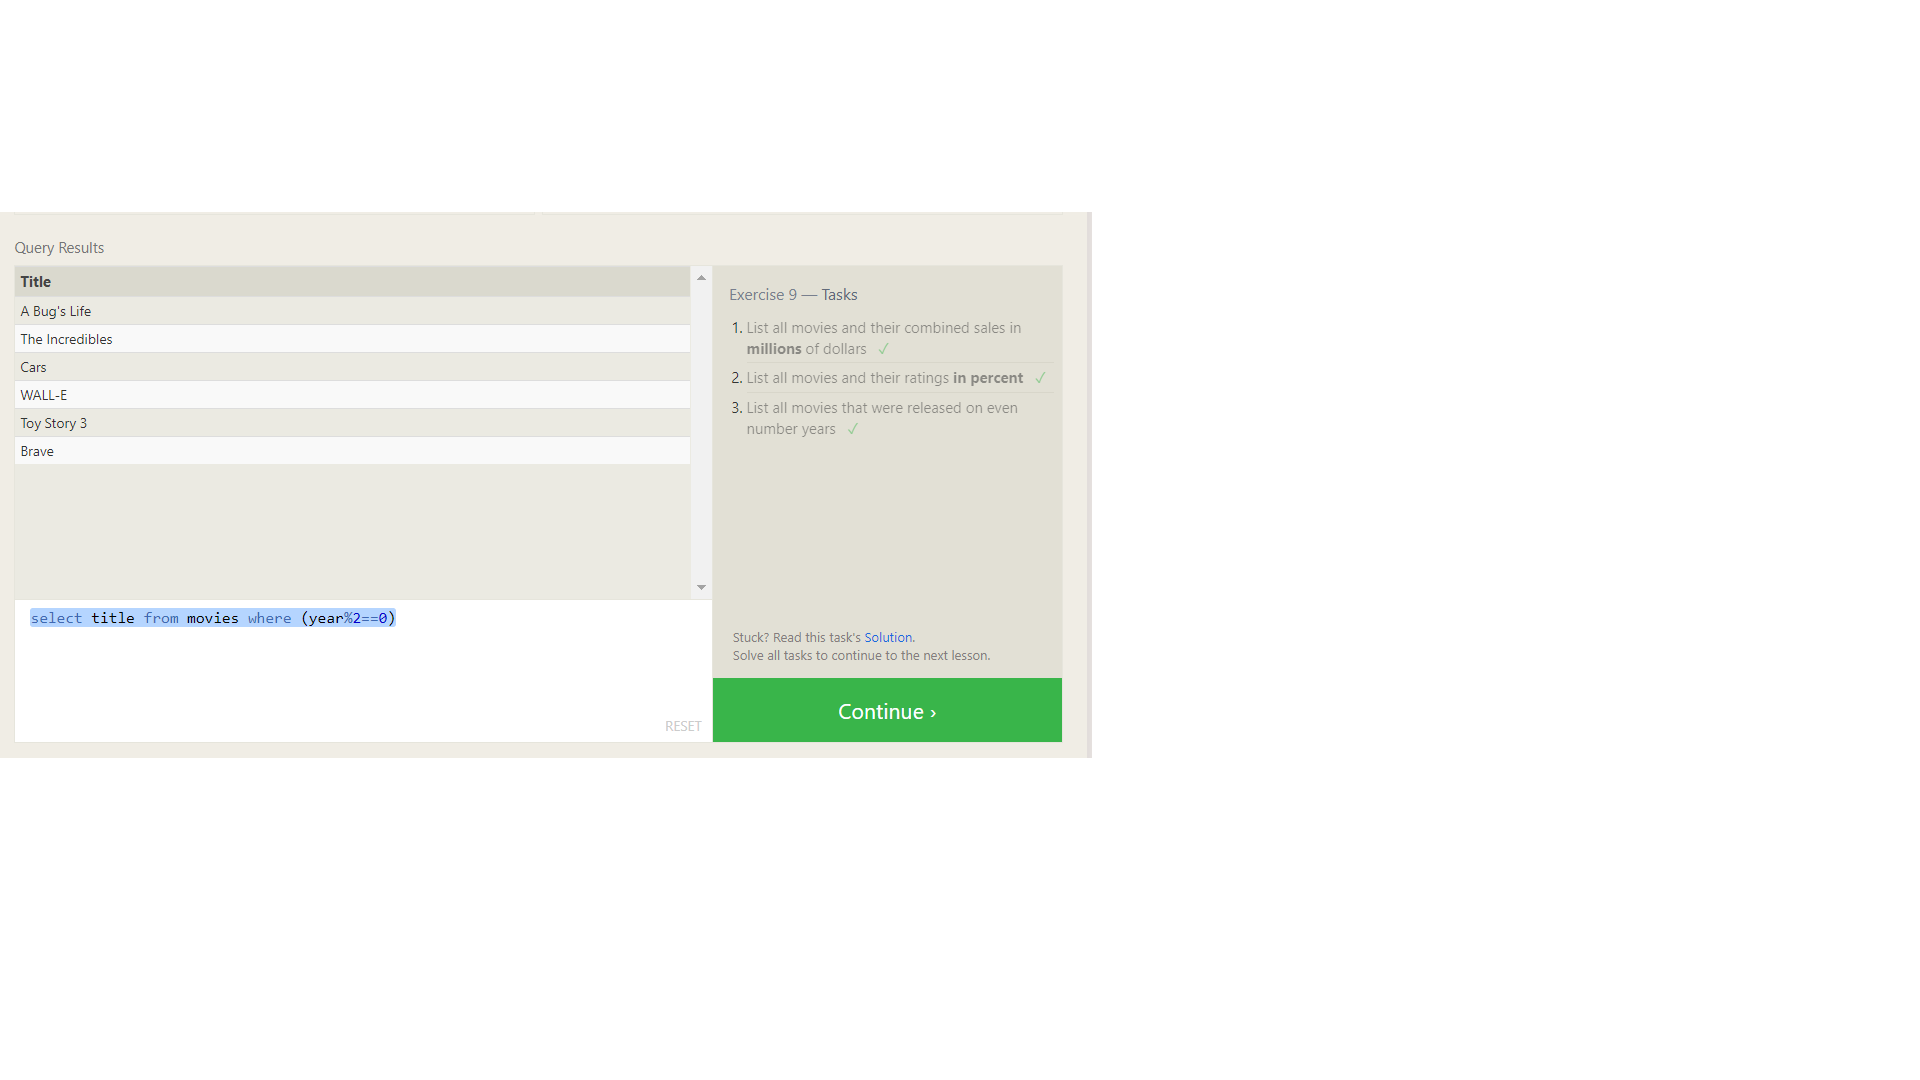 Query Results
Title
A Bug's Life
The Incredibles
Cars
WALL-E
Toy Story 3
Brave
select title from movies where (year%2==0)
RESET
Exercise 9 — Tasks
1. List all movies and their combined sales in
millions of dollars ✓
2. List all movies and their ratings in percent ✓
3. List all movies that were released on even
number years ✓
Stuck? Read this task's Solution.
Solve all tasks to continue to the next lesson.
Continue ›